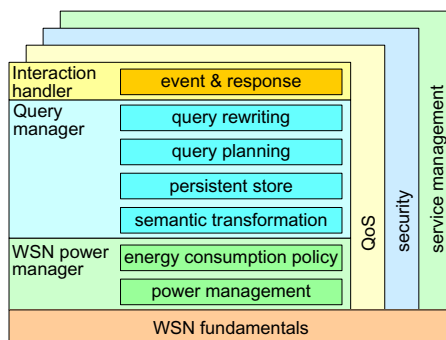 Interaction
handler
event & response
Query
manager
query rewriting
query planning
persistent store
semantic transformation
WSN power
manager
energy consumption policy
power management
WSN fundamentals
QoS
security
service management